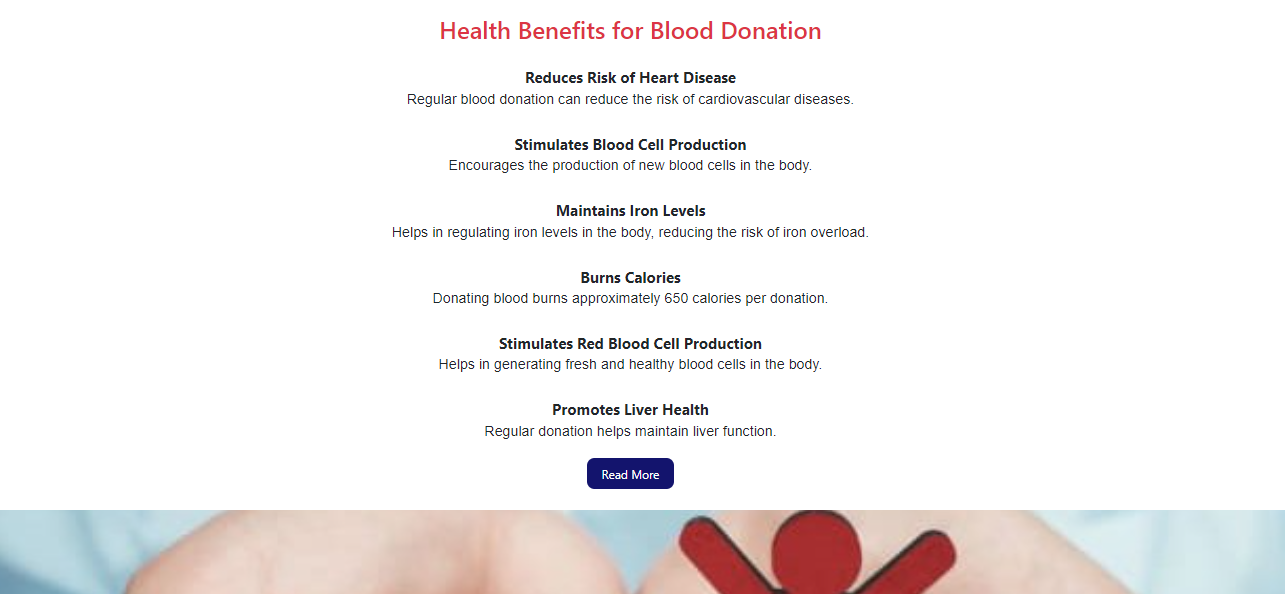 Health Benefits for Blood Donation
Reduces Risk of Heart Disease
Regular blood donation can reduce the risk of cardiovascular diseases.
Stimulates Blood Cell Production
Encourages the production of new blood cells in the body.
Maintains Iron Levels
Helps in regulating iron levels in the body, reducing the risk of iron overload.
Burns Calories
Donating blood burns approximately 650 calories per donation.
Stimulates Red Blood Cell Production
Helps in generating fresh and healthy blood cells in the body.
Promotes Liver Health
Regular donation helps maintain liver function.
Read More